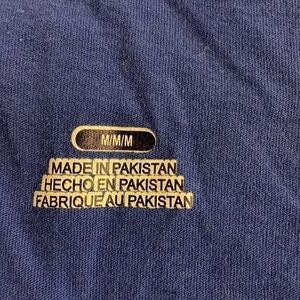 M/M/M
MADE IN PAKISTAN
HECHO EN PAKISTAN
FABRIQUE AU PAKISTAN